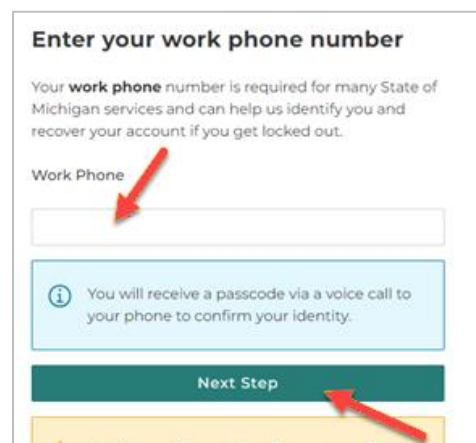 Enter your work phone number
Your work phone number is required for many State of
Michigan services and can help us identify you and
recover your account if you get locked out.
Work Phone
You will receive a passcode via a voice call to
your phone to confirm your identity.
Next Step